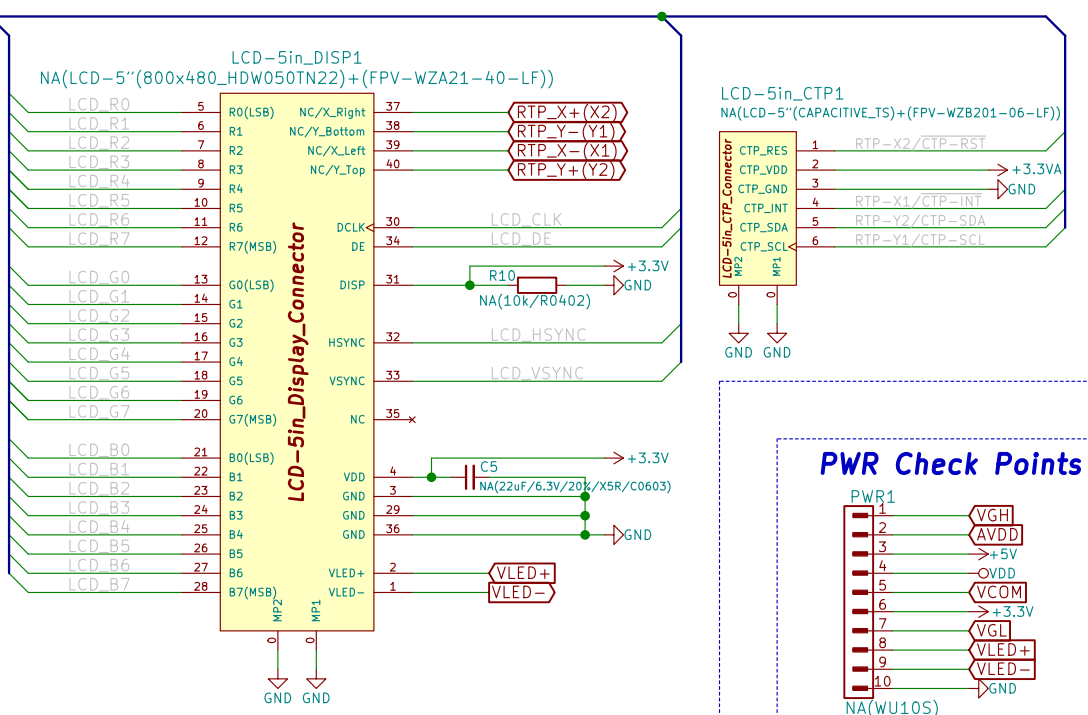 LCD-5in_DISP1
NA(LCD-5¨(800x480_HDW050TN22)+(FPV-WZA21-40-LF))
LCD_R0 5 R0(LSB)
LCD_R1 6 R1
LCD_R2 7 R2
LCD_R3 8 R3
LCD_R4 9 R4
LCD_R5 10 R5
LCD_R6 11 R6
LCD_R7 12 R7(MSB)
LCD_G0 13 G0(LSB)
LCD_G1 14 G1
LCD_G2 15 G2
LCD_G3 16 G3
LCD_G4 17 G4
LCD_G5 18 G5
LCD_G6 19 G6
LCD_G7 20 G7(MSB)
LCD_B0 21 B0(LSB)
LCD_B1 22 B1
LCD_B2 23 B2
LCD_B3 24 B3
LCD_B4 25 B4
LCD_B5 26 B5
LCD_B6 27 B6
LCD_B7 28 B7(MSB)
LCD-5in_Display_Connector
NC/X_Right 37 RTP_X+(X2)
NC/Y_Bottom 38 RTP_Y-(Y1)
NC/X_Left 39 RTP_X-(X1)
NC/Y_Top 40 RTP_Y+(Y2)
DCLK 30 LCD_CLK
DE 34 LCD_DE
+3.3V
DISP 31 R10 GND
NA(10k/R0402)
HSYNC 32 LCD_HSYNC
VSYNC 33 LCD_VSYNC
NC 35
+3.3V
VDD 4 C5
NA(22uF/6.3V/20%/X5R/C0603)
GND 3
GND 29
GND 36 GND
VLED+ 2 VLED+
VLED- 1 VLED-
MP2 MP1
0 0
GND GND
LCD-5in_CTP1
NA(LCD-5¨(CAPACITIVE_TS)+(FPV-WZB201-06-LF))
LCD-5in_CTP_Connector
CTP_RES 1 RTP-X2/CTP-RST
CTP_VDD 2 +3.3VA
CTP_GND 3 GND
CTP_INT 4 RTP-X1/CTP-INT
CTP_SDA 5 RTP-Y2/CTP-SDA
CTP_SCL 6 RTP-Y1/CTP-SCL
MP2 MP1
0 0
GND GND
PWR Check Points
PWR1
1 VGH
2 AVDD
3 +5V
4 VDD
5 VCOM
6 +3.3V
7 VGL
8 VLED+
9 VLED-
10 GND
NA(WU10S)